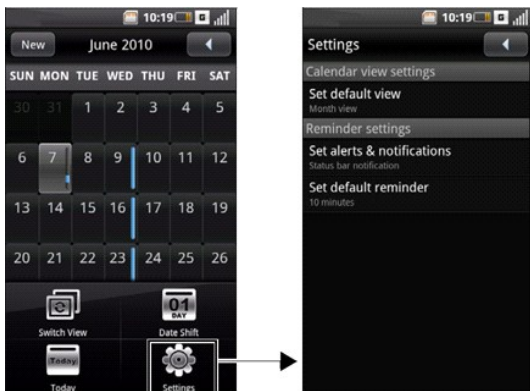 10:19 G
New June 2010
SUN MON TUE WED THU FRI SAT
30 31 1 2 3 4 5
6 7 8 9 10 11 12
13 14 15 16 17 18 19
20 21 22 23 24 25 26
Switch View
01
DAY
Date Shift
Today
Today
Settings
10:19 G
Settings
Calendar view settings
Set default view
Month view
Reminder settings
Set alerts & notifications
Status bar notification
Set default reminder
10 minutes